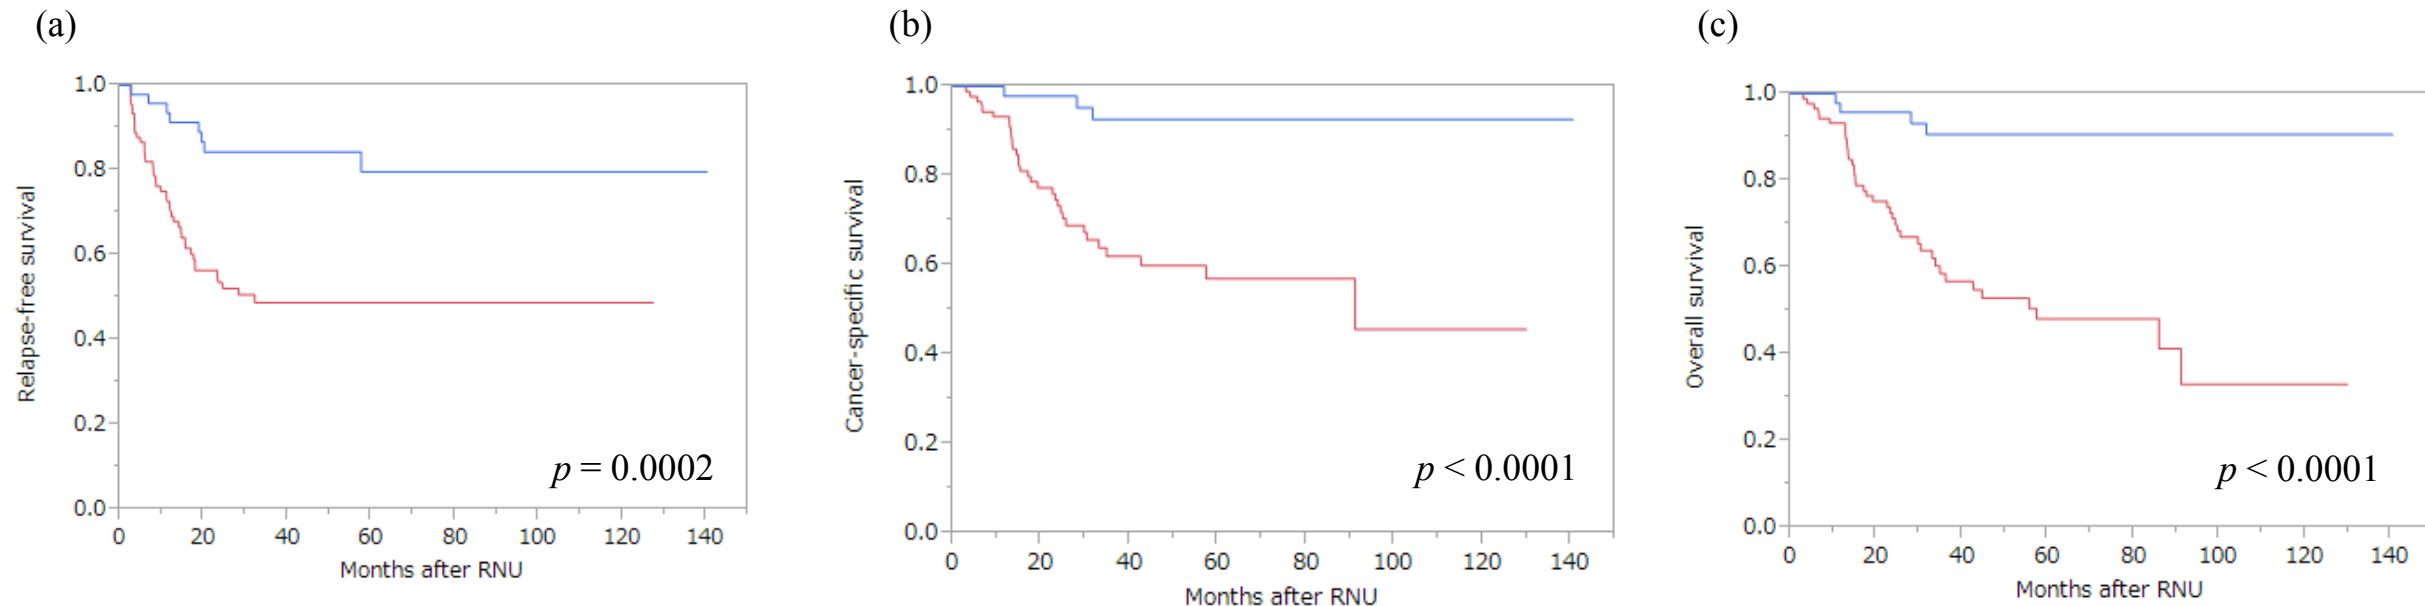 (a)
(b)
(c)
Relapse-free survival
1.0
0.8
0.6
0.4
0.2
0.0
p = 0.0002
0 20 40 60 80 100 120 140
Months after RNU
Cancer-specific survival
1.0
0.8
0.6
0.4
0.2
0.0
p < 0.0001
0 20 40 60 80 100 120 140
Months after RNU
Overall survival
1.0
0.8
0.6
0.4
0.2
0.0
p < 0.0001
0 20 40 60 80 100 120 140
Months after RNU